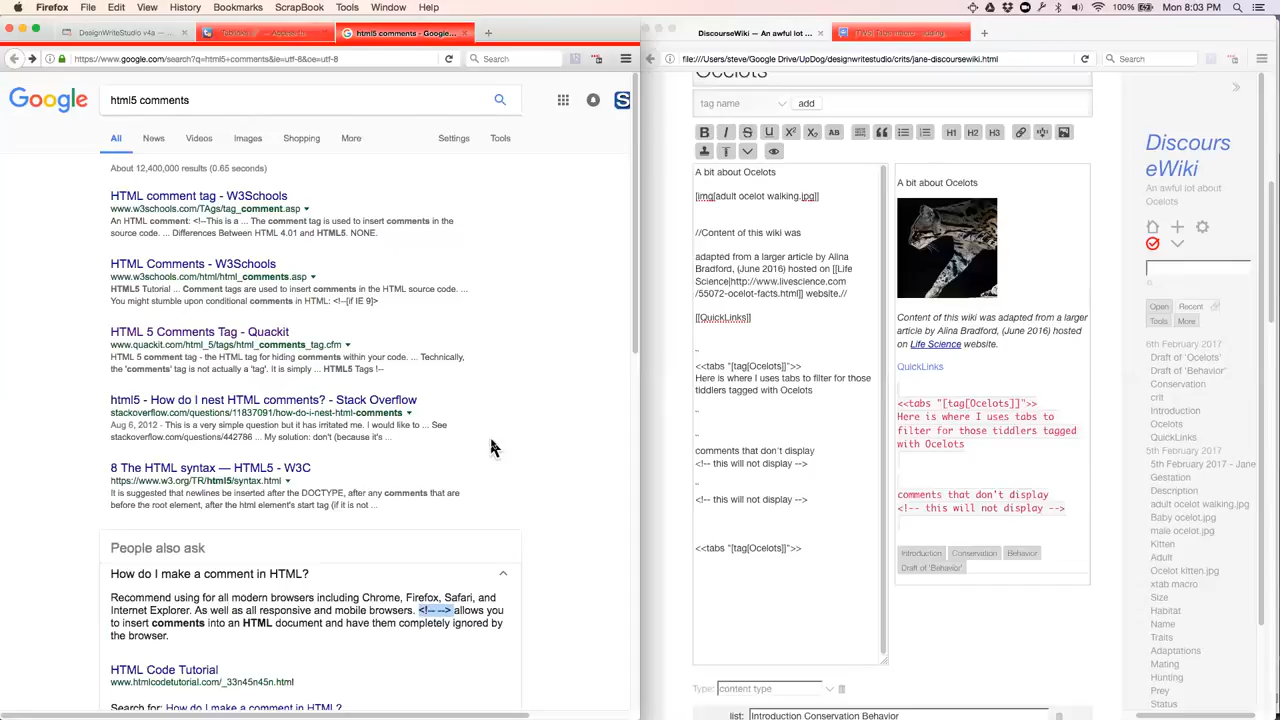 Firefox File Edit View History Bookmarks ScrapBook Tools Window Help
100% Mon 8:03 PM
DesignWriteStudio v4a —
html5 comments - Google...
DiscourseWiki — An awful lot ...
https://www.google.com/search?q=html5+comments&ie=utf-8&oe=utf-8
Search
file:///Users/steve/Google Drive/UpDog/designwritestudio/crits/jane-discoursewiki.html
Search
Google
html5 comments
All News Videos Images Shopping More Settings Tools
About 12,400,000 results (0.65 seconds)
HTML comment tag - W3Schools
www.w3schools.com/TAgs/tag_comment.asp
An HTML comment: <!--This is a ... The comment tag is used to insert comments in the
source code. ... Differences Between HTML 4.01 and HTML5. NONE.
HTML Comments - W3Schools
www.w3schools.com/html/html_comments.asp
HTML5 Tutorial ... Comment tags are used to insert comments in the HTML source code. ...
You might stumble upon conditional comments in HTML: <!--[if IE 9]>
HTML 5 Comments Tag - Quackit
www.quackit.com/html_5/tags/html_comments_tag.cfm
HTML 5 comment tag - the HTML tag for hiding comments within your code. ... Technically,
the 'comments' tag is not actually a 'tag'. It is simply ... HTML5 Tags !--
html5 - How do I nest HTML comments? - Stack Overflow
stackoverflow.com/questions/11837091/how-do-i-nest-html-comments
Aug 6, 2012 - This is a very simple question but it has irritated me. I would like to ... See
stackoverflow.com/questions/442786 ... My solution: don't (because it's ...
8 The HTML syntax — HTML5 - W3C
https://www.w3.org/TR/html5/syntax.html
It is suggested that newlines be inserted after the DOCTYPE, after any comments that are
before the root element, after the html element's start tag (if it is not ...
People also ask
How do I make a comment in HTML?
Recommend using for all modern browsers including Chrome, Firefox, Safari, and
Internet Explorer. As well as all responsive and mobile browsers. <!-- --> allows you
to insert comments into an HTML document and have them completely ignored by
the browser.
HTML Code Tutorial
www.htmlcodetutorial.com/_33n45n45n.html
Search for: How do I make a comment in HTML?
Ocelots
tag name
add
B I S U X² X₂ AB H1 H2 H3
A bit about Ocelots
[img[adult ocelot walking.jpg]]
//Content of this wiki was
adapted from a larger article by Alina
Bradford, (June 2016) hosted on [[Life
Science|http://www.livescience.com
/55072-ocelot-facts.html]] website.//
[[QuickLinks]]
<<tabs "[tag[Ocelots]]">>
Here is where I uses tabs to filter for those
tiddlers tagged with Ocelots
comments that don't display
<!-- this will not display -->
<!-- this will not display -->
<<tabs "[tag[Ocelots]]">>
A bit about Ocelots
Content of this wiki was adapted from a larger
article by Alina Bradford, (June 2016) hosted
on Life Science website.
QuickLinks
<<tabs "[tag[Ocelots]]">>
Here is where I uses tabs to
filter for those tiddlers tagged
with Ocelots
comments that don't display
<!-- this will not display -->
Introduction Conservation Behavior
Draft of 'Behavior'
Type: content type
list: Introduction Conservation Behavior
Discours
eWiki
An awful lot about
Ocelots
Open Recent
Tools More
6th February 2017
Draft of 'Ocelots'
Draft of 'Behavior'
Conservation
crit
Introduction
Ocelots
QuickLinks
5th February 2017
5th February 2017 - Jane
Gestation
Description
adult ocelot walking.jpg
Baby ocelot.jpg
male ocelot.jpg
Kitten
Adult
Ocelot kitten.jpg
xtab macro
Size
Habitat
Name
Traits
Adaptations
Mating
Hunting
Prey
Status